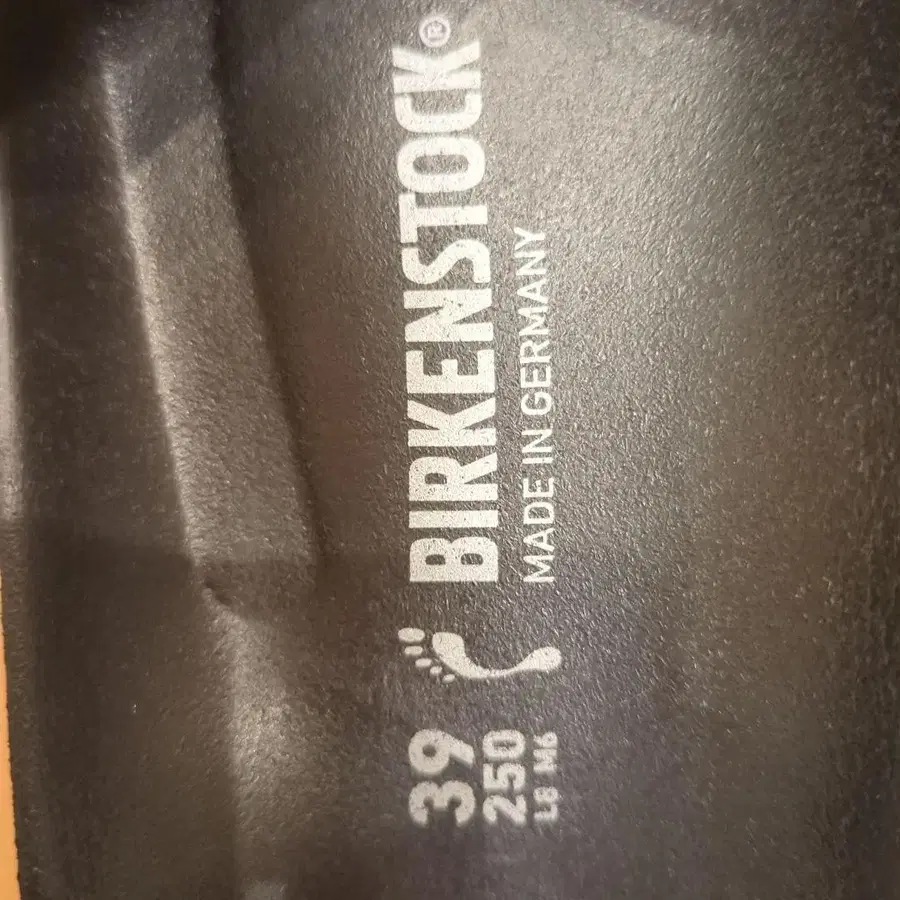 BIRKENSTOCK®
MADE IN GERMANY
39
250
L8 M6